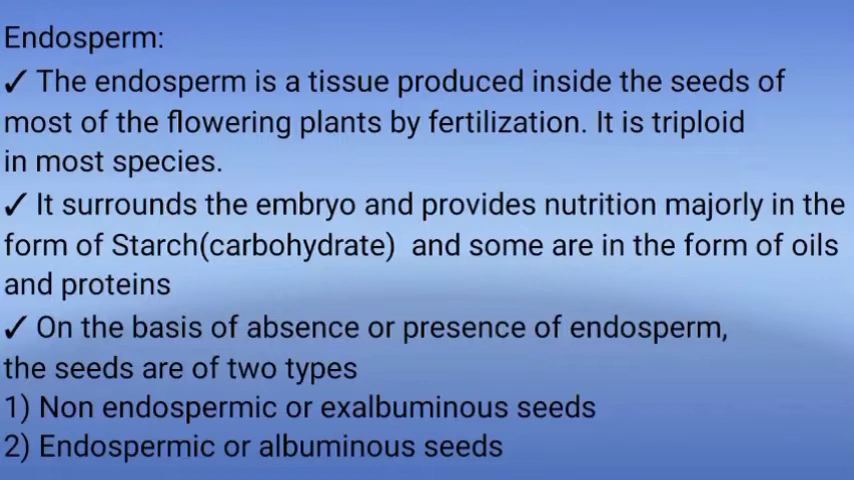 Endosperm:
✓ The endosperm is a tissue produced inside the seeds of
most of the flowering plants by fertilization. It is triploid
in most species.
✓ It surrounds the embryo and provides nutrition majorly in the
form of Starch(carbohydrate)  and some are in the form of oils
and proteins
✓ On the basis of absence or presence of endosperm,
the seeds are of two types
1) Non endospermic or exalbuminous seeds
2) Endospermic or albuminous seeds